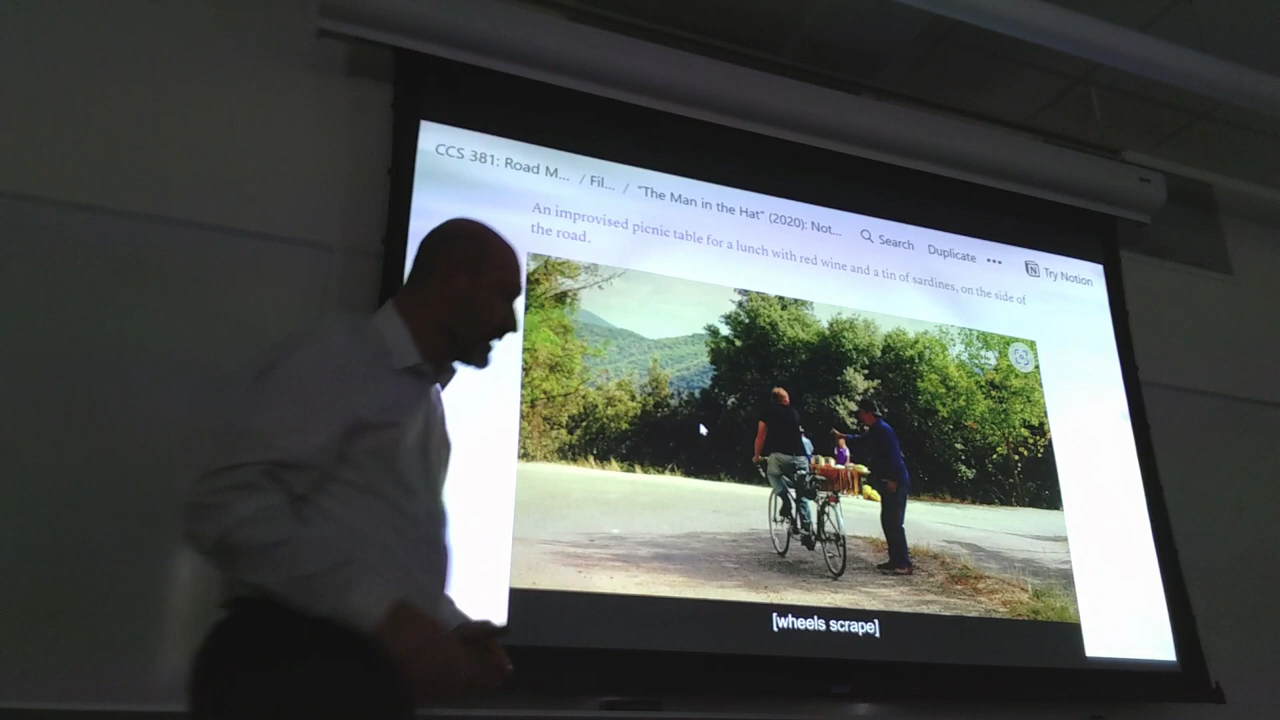 CCS 381: Road M... / Fil... / "The Man in the Hat" (2020): Not... Search Duplicate ••• Try Notion
An improvised picnic table for a lunch with red wine and a tin of sardines, on the side of
the road.
[wheels scrape]